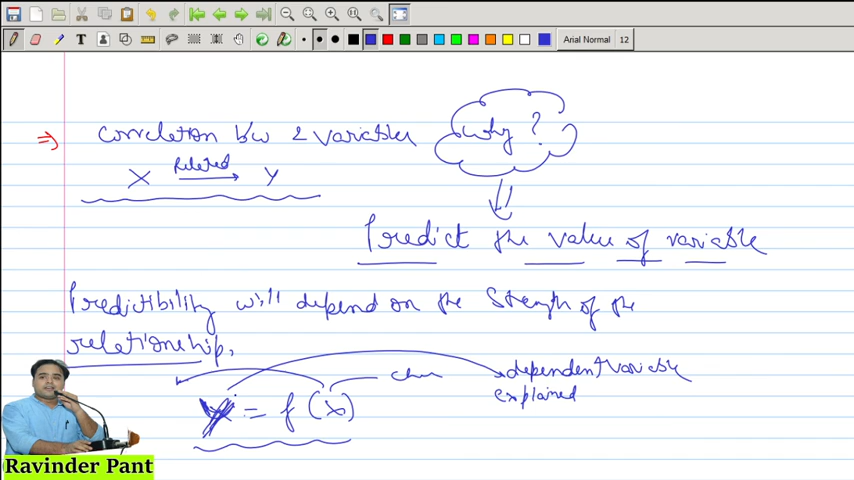 Arial Normal 12
⇒ Correlation b/w 2 variables why?
X Related Y
Predict the value of variable
Predictibility will depend on the strength of the
relationship.
dependent variable
explained
= f (X)
Ravinder Pant